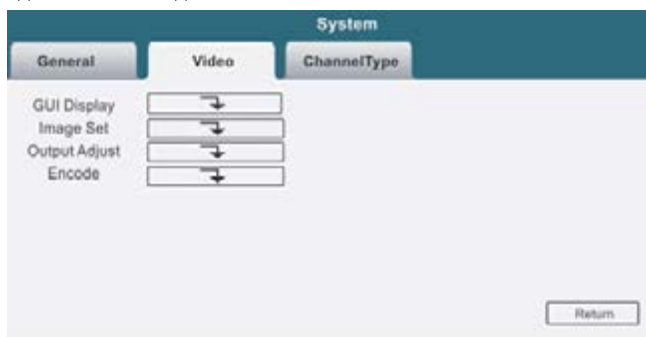 System
General Video ChannelType
GUI Display
Image Set
Output Adjust
Encode
Return